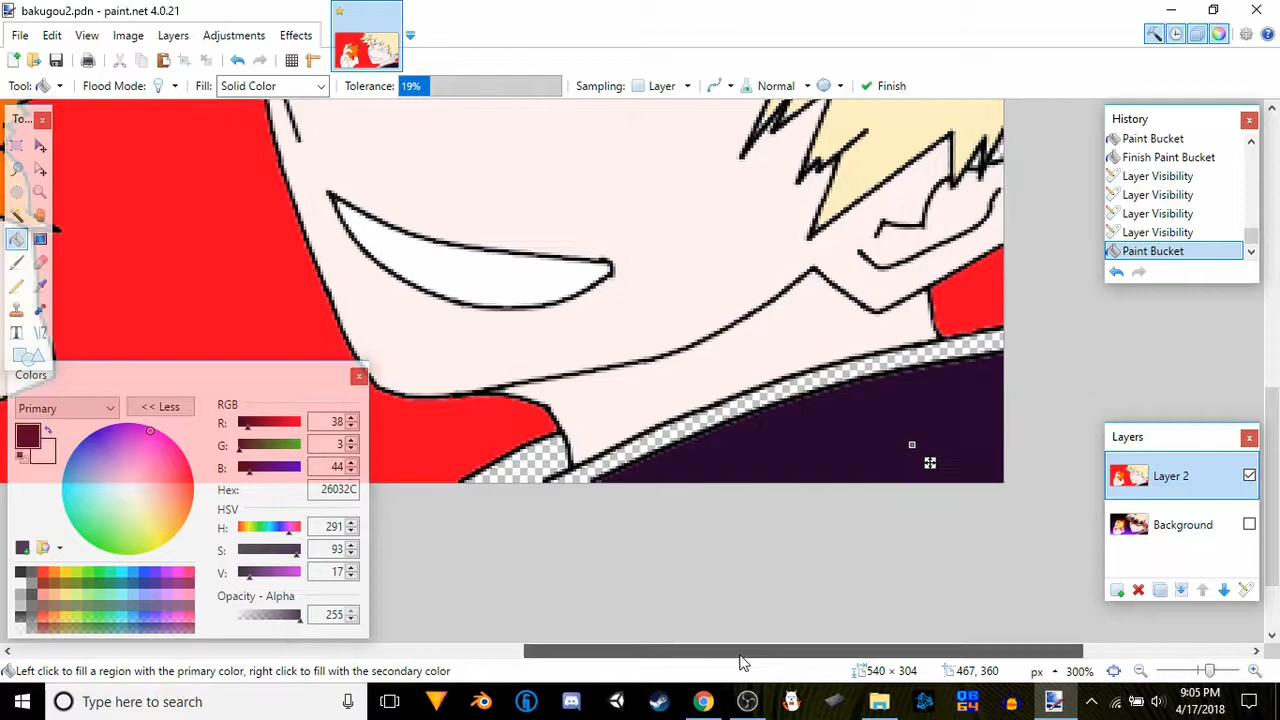 bakugou2.pdn - paint.net 4.0.21
File Edit View Image Layers Adjustments Effects
Tool: Flood Mode: Fill: Solid Color Tolerance: 19% Sampling: Layer Normal Finish
To...
History
Paint Bucket
Finish Paint Bucket
Layer Visibility
Layer Visibility
Layer Visibility
Layer Visibility
Paint Bucket
Colors
Primary
<< Less
RGB
R: 38
G: 3
B: 44
Hex: 26032C
HSV
H: 291
S: 93
V: 17
Opacity - Alpha
255
Layers
Layer 2
Background
Left click to fill a region with the primary color, right click to fill with the secondary color
540 × 304
467, 360
px
300%
Type here to search
9:05 PM
4/17/2018